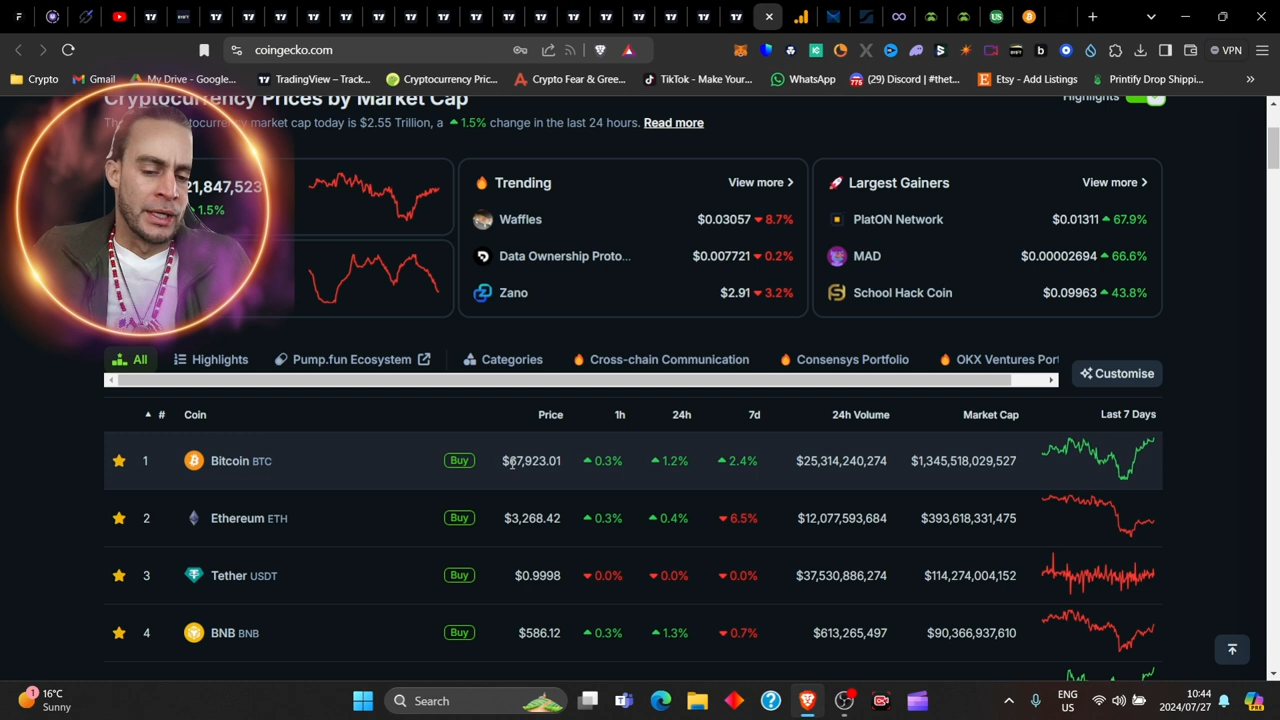 coingecko.com
VPN
Crypto
Gmail
My Drive - Google...
TradingView – Track...
Cryptocurrency Pric...
Crypto Fear & Gree...
TikTok - Make Your...
WhatsApp
(29) Discord | #thet...
Etsy - Add Listings
Printify Drop Shippi...
Cryptocurrency Prices by Market Cap
Highlights
cryptocurrency market cap today is $2.55 Trillion, a 1.5% change in the last 24 hours. Read more
21,847,523
1.5%
Trending
View more
Waffles
$0.03057 8.7%
Data Ownership Proto...
$0.007721 0.2%
Zano
$2.91 3.2%
Largest Gainers
View more
PlatON Network
$0.01311 67.9%
MAD
$0.00002694 66.6%
School Hack Coin
$0.09963 43.8%
All
Highlights
Pump.fun Ecosystem
Categories
Cross-chain Communication
Consensys Portfolio
OKX Ventures Por
Customise
# Coin Price 1h 24h 7d 24h Volume Market Cap Last 7 Days
1 Bitcoin BTC Buy $67,923.01 0.3% 1.2% 2.4% $25,314,240,274 $1,345,518,029,527
2 Ethereum ETH Buy $3,268.42 0.3% 0.4% 6.5% $12,077,593,684 $393,618,331,475
3 Tether USDT Buy $0.9998 0.0% 0.0% 0.0% $37,530,886,274 $114,274,004,152
4 BNB BNB Buy $586.12 0.3% 1.3% 0.7% $613,265,497 $90,366,937,610
1
16°C
Sunny
Search
ENG
US
10:44
2024/07/27